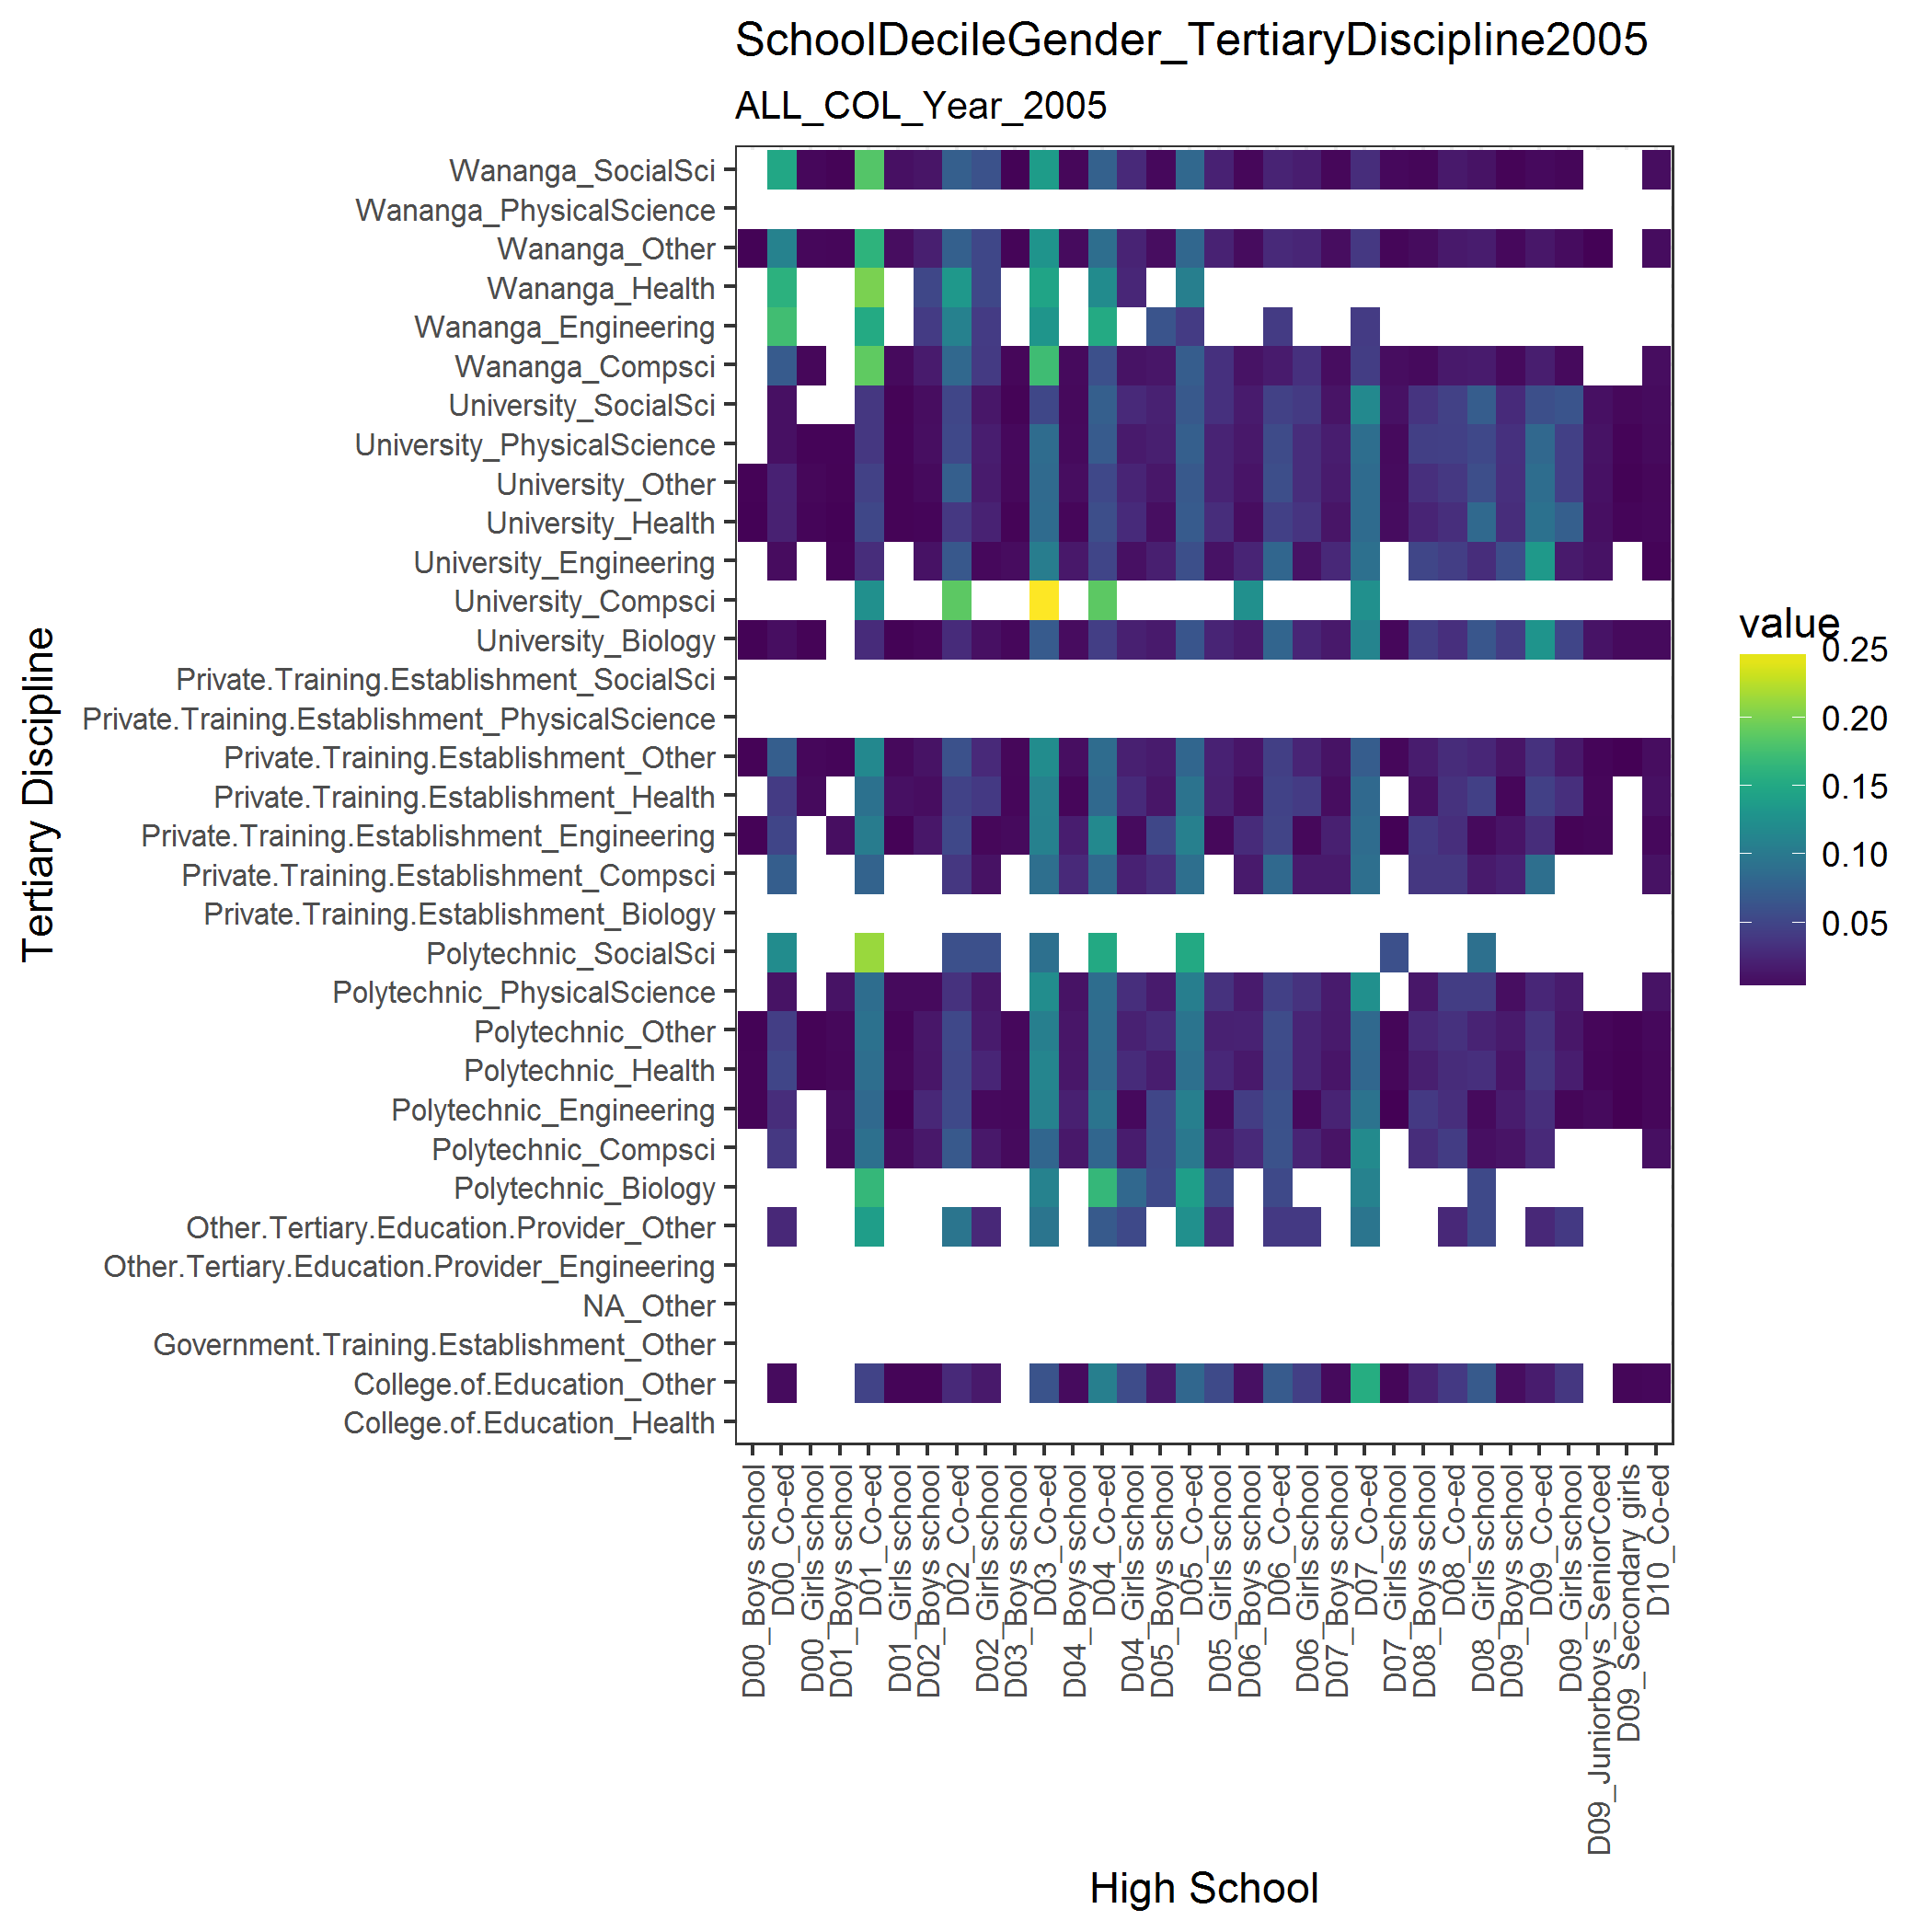 SchoolDecileGender_TertiaryDiscipline2005
ALL_COL_Year_2005
Tertiary Discipline
Wananga_SocialSci
Wananga_PhysicalScience
Wananga_Other
Wananga_Health
Wananga_Engineering
Wananga_Compsci
University_SocialSci
University_PhysicalScience
University_Other
University_Health
University_Engineering
University_Compsci
University_Biology
Private.Training.Establishment_SocialSci
Private.Training.Establishment_PhysicalScience
Private.Training.Establishment_Other
Private.Training.Establishment_Health
Private.Training.Establishment_Engineering
Private.Training.Establishment_Compsci
Private.Training.Establishment_Biology
Polytechnic_SocialSci
Polytechnic_PhysicalScience
Polytechnic_Other
Polytechnic_Health
Polytechnic_Engineering
Polytechnic_Compsci
Polytechnic_Biology
Other.Tertiary.Education.Provider_Other
Other.Tertiary.Education.Provider_Engineering
NA_Other
Government.Training.Establishment_Other
College.of.Education_Other
College.of.Education_Health
D00_Boys school
D00_Co-ed
D00_Girls school
D01_Boys school
D01_Co-ed
D01_Girls school
D02_Boys school
D02_Co-ed
D02_Girls school
D03_Boys school
D03_Co-ed
D04_Boys school
D04_Co-ed
D04_Girls school
D05_Boys school
D05_Co-ed
D05_Girls school
D06_Boys school
D06_Co-ed
D06_Girls school
D07_Boys school
D07_Co-ed
D07_Girls school
D08_Boys school
D08_Co-ed
D08_Girls school
D09_Boys school
D09_Co-ed
D09_Girls school
D09_Juniorboys_SeniorCoed
D09_Secondary girls
D10_Co-ed
High School
value
0.25
0.20
0.15
0.10
0.05